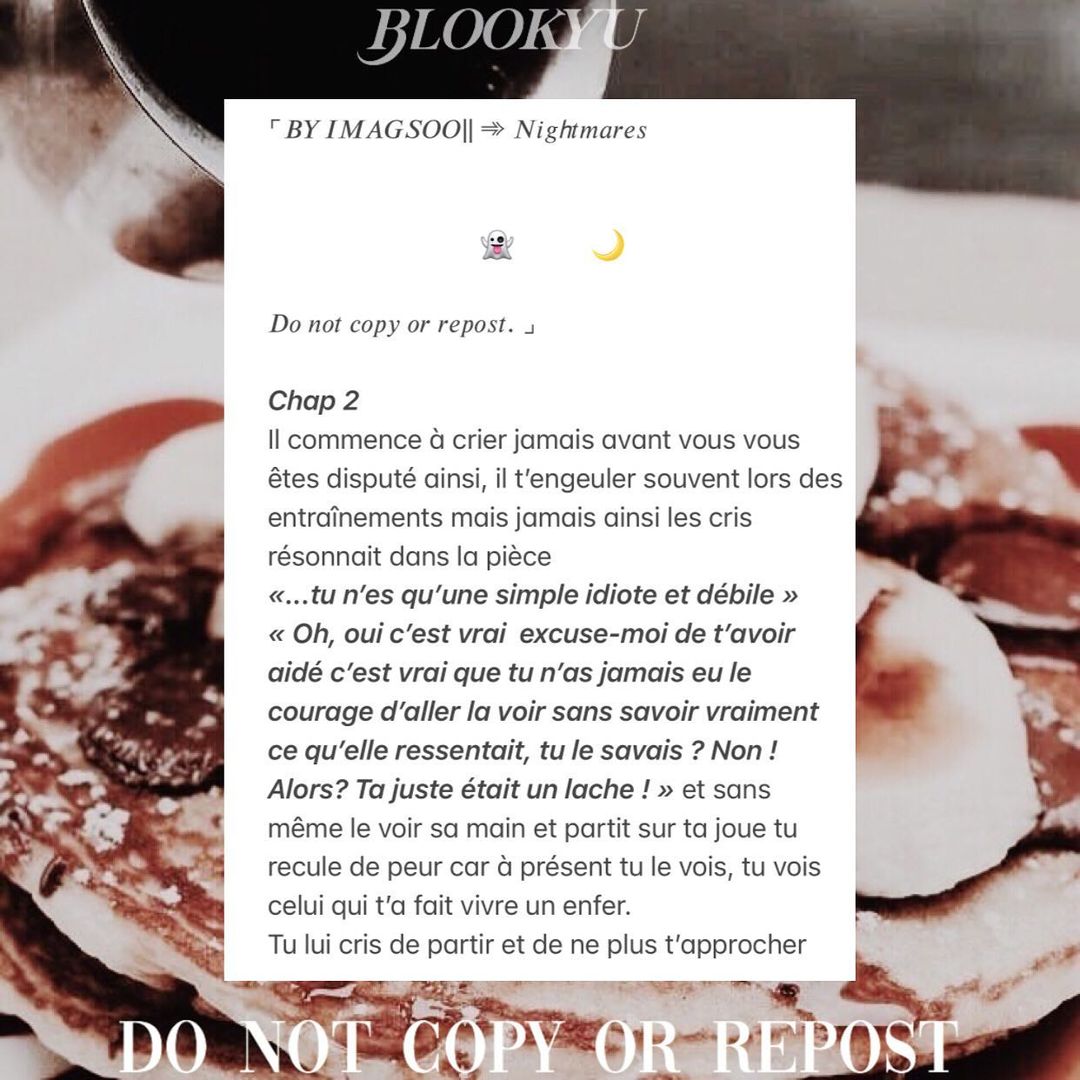 BLOOKYU
⌜ BY IMAGSOO|| ⇴ Nightmares
👻 🌙
Do not copy or repost. ⌟
Chap 2
Il commence à crier jamais avant vous vous
êtes disputé ainsi, il t’engeuler souvent lors des
entraînements mais jamais ainsi les cris
résonnait dans la pièce
«...tu n’es qu’une simple idiote et débile »
« Oh, oui c’est vrai  excuse-moi de t’avoir
aidé c’est vrai que tu n’as jamais eu le
courage d’aller la voir sans savoir vraiment
ce qu’elle ressentait, tu le savais ? Non !
Alors? Ta juste était un lache ! » et sans
même le voir sa main et partit sur ta joue tu
recule de peur car à présent tu le vois, tu vois
celui qui t’a fait vivre un enfer.
Tu lui cris de partir et de ne plus t’approcher
DO NOT COPY OR REPOST